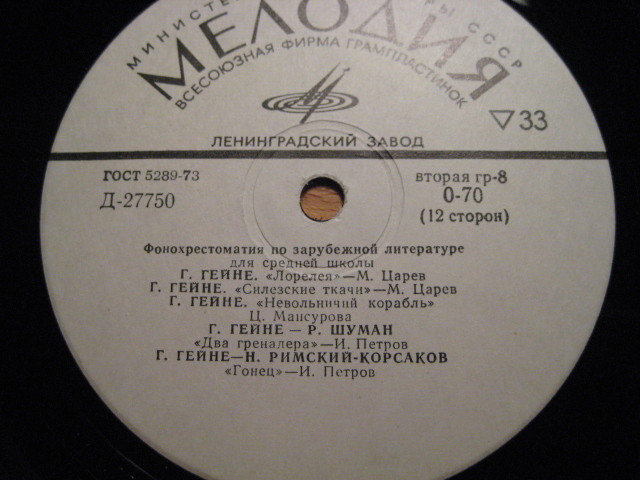 МИНИСТЕ РЫ СССР
МЕЛОДИЯ
ВСЕСОЮЗНАЯ ФИРМА ГРАМПЛАСТИНОК
▽33
ЛЕНИНГРАДСКИЙ ЗАВОД
ГОСТ 5289-73
вторая гр-8
Д-27750
0-70
(12 сторон)
Фонохрестоматия по зарубежной литературе
для средней школы
Г. ГЕЙНЕ. «Лорелея»—М. Царев
Г. ГЕЙНЕ. «Силезские ткачи»—М. Царев
Г. ГЕЙНЕ. «Невольничий корабль»
Ц. Мансурова
Г. ГЕЙНЕ — Р. ШУМАН
«Два гренадера»—И. Петров
Г. ГЕЙНЕ—Н. РИМСКИЙ-КОРСАКОВ
«Гонец»—И. Петров